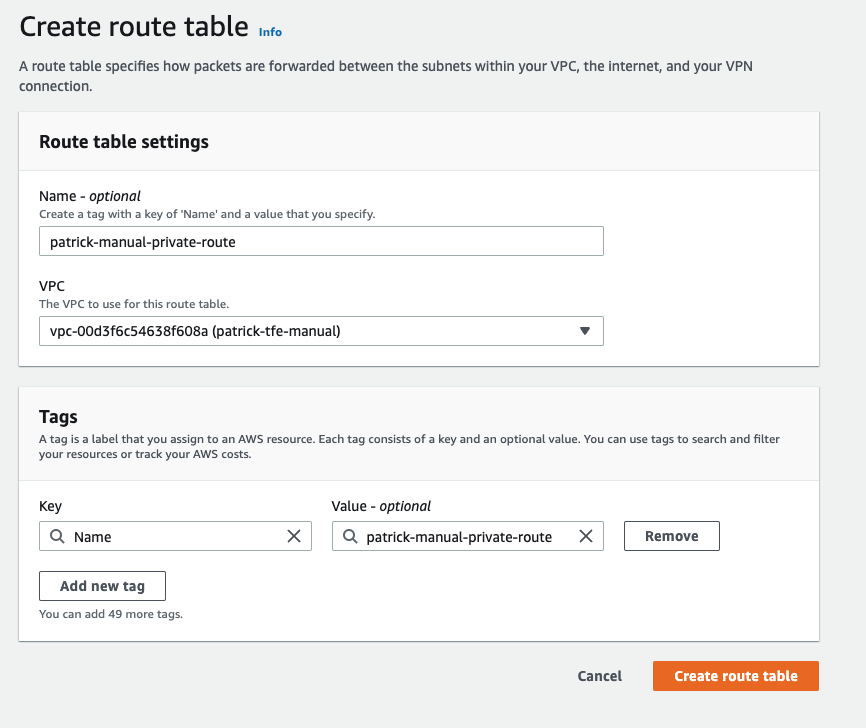 Create route table Info
A route table specifies how packets are forwarded between the subnets within your VPC, the internet, and your VPN
connection.
Route table settings
Name - optional
Create a tag with a key of 'Name' and a value that you specify.
patrick-manual-private-route
VPC
The VPC to use for this route table.
vpc-00d3f6c54638f608a (patrick-tfe-manual)
Tags
A tag is a label that you assign to an AWS resource. Each tag consists of a key and an optional value. You can use tags to search and filter
your resources or track your AWS costs.
Key Value - optional
Name patrick-manual-private-route Remove
Add new tag
You can add 49 more tags.
Cancel Create route table